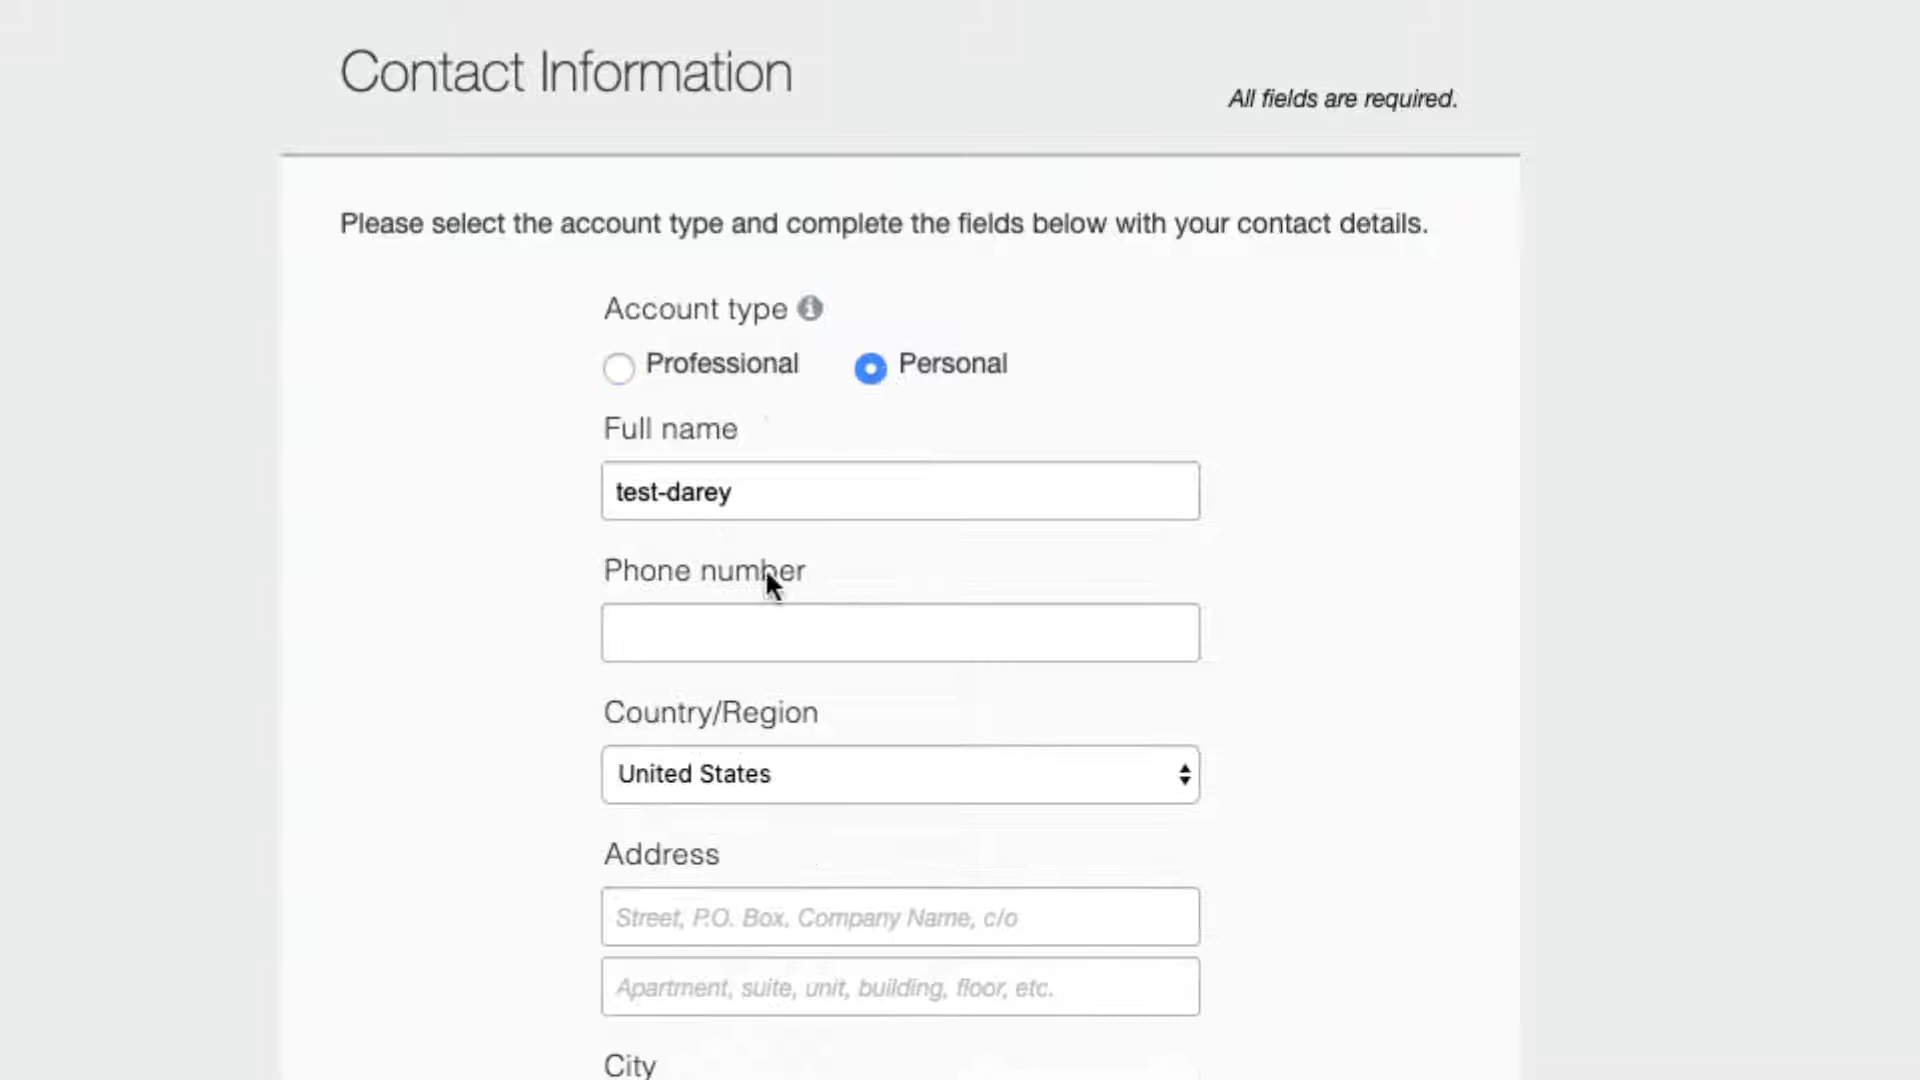 Contact Information
All fields are required.
Please select the account type and complete the fields below with your contact details.
Account type
Professional
Personal
Full name
test-darey
Phone number
Country/Region
United States
Address
Street, P.O. Box, Company Name, c/o
Apartment, suite, unit, building, floor, etc.
City